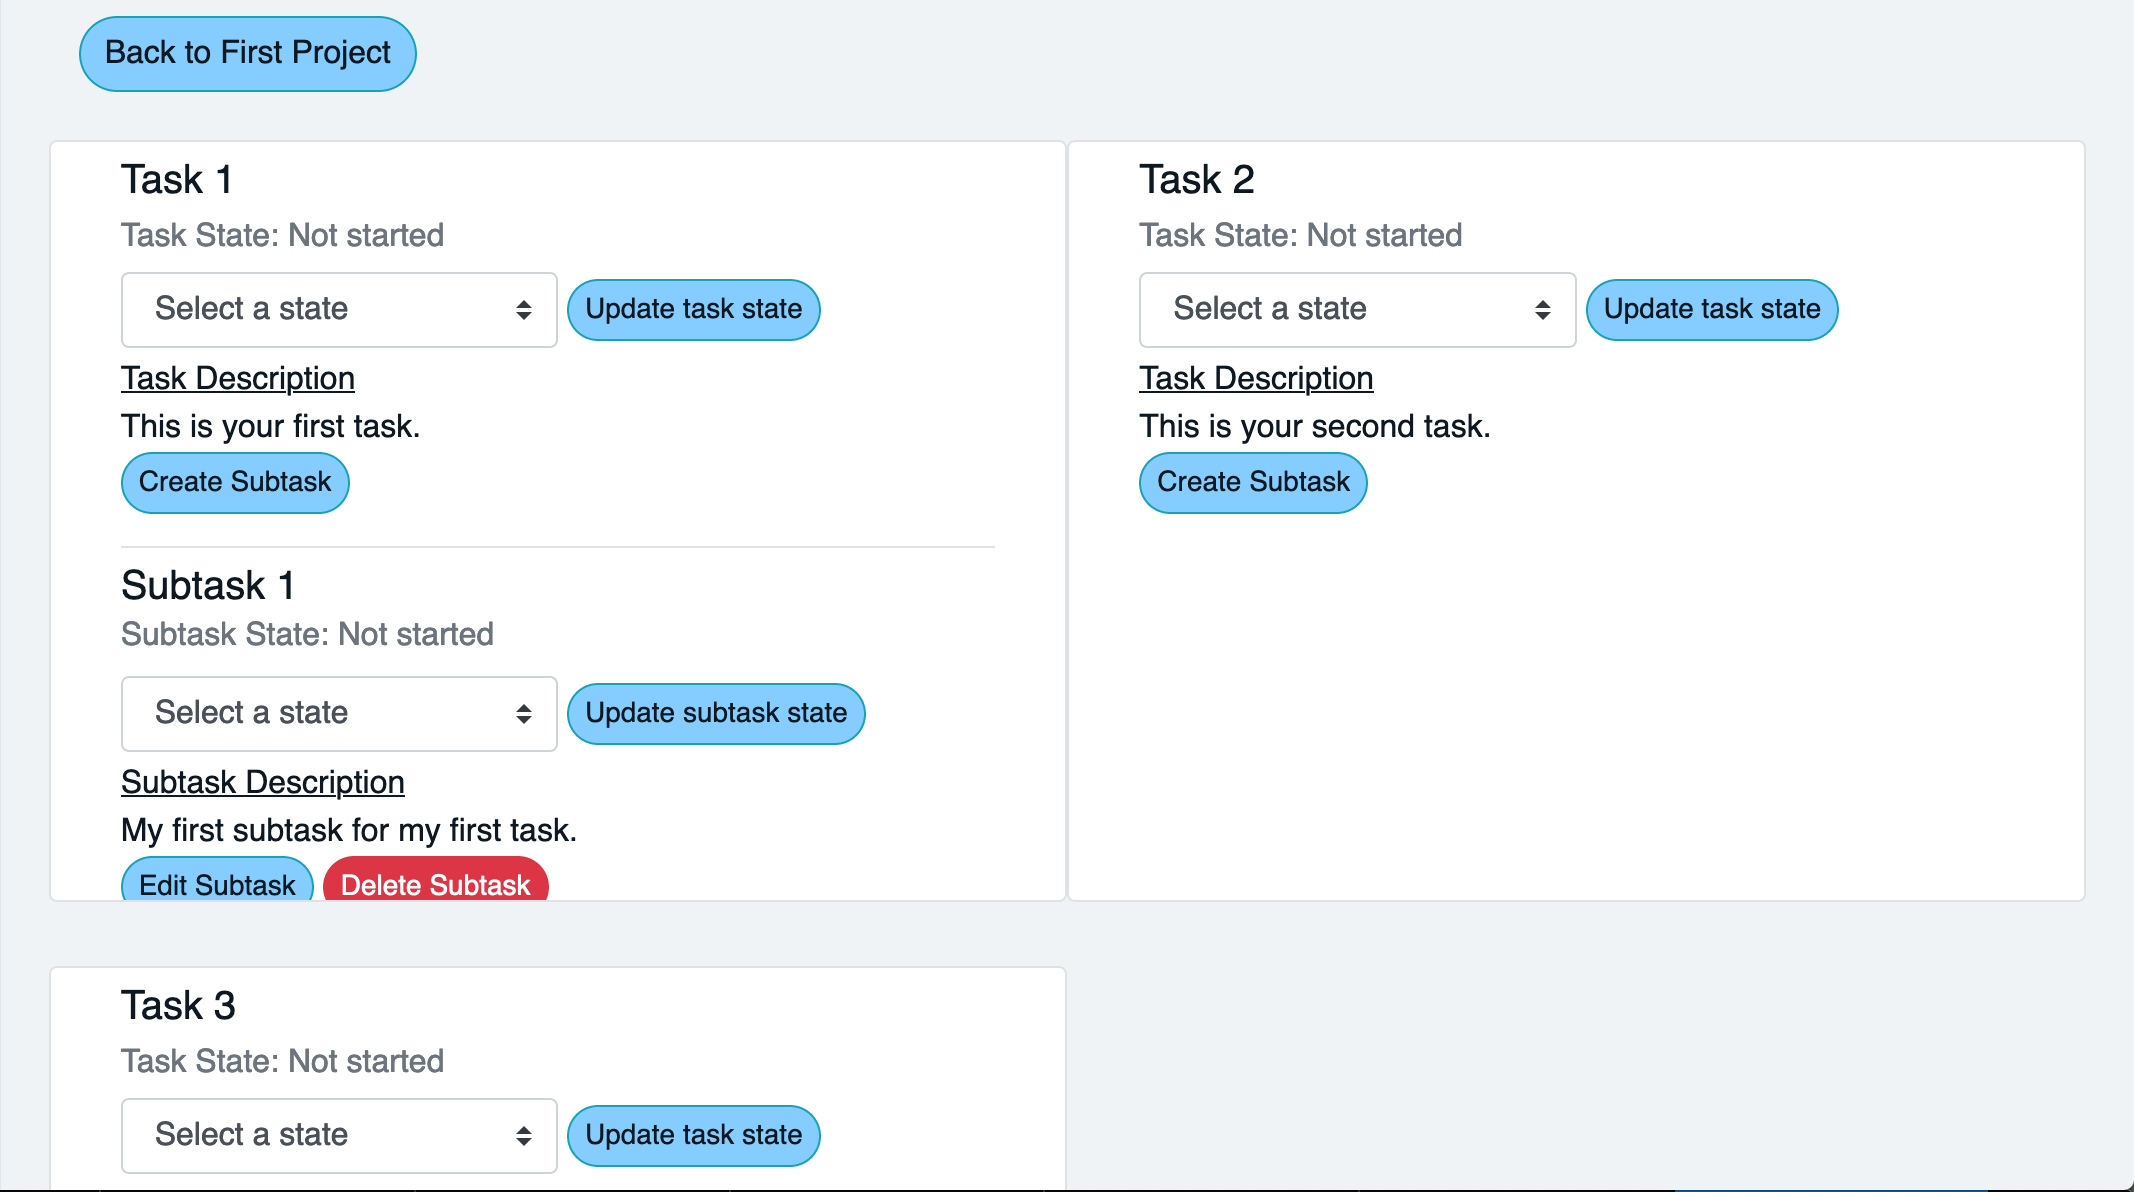 Back to First Project
Task 1
Task State: Not started
Select a state
Update task state
Task Description
This is your first task.
Create Subtask
Subtask 1
Subtask State: Not started
Select a state
Update subtask state
Subtask Description
My first subtask for my first task.
Edit Subtask
Delete Subtask
Task 2
Task State: Not started
Select a state
Update task state
Task Description
This is your second task.
Create Subtask
Task 3
Task State: Not started
Select a state
Update task state